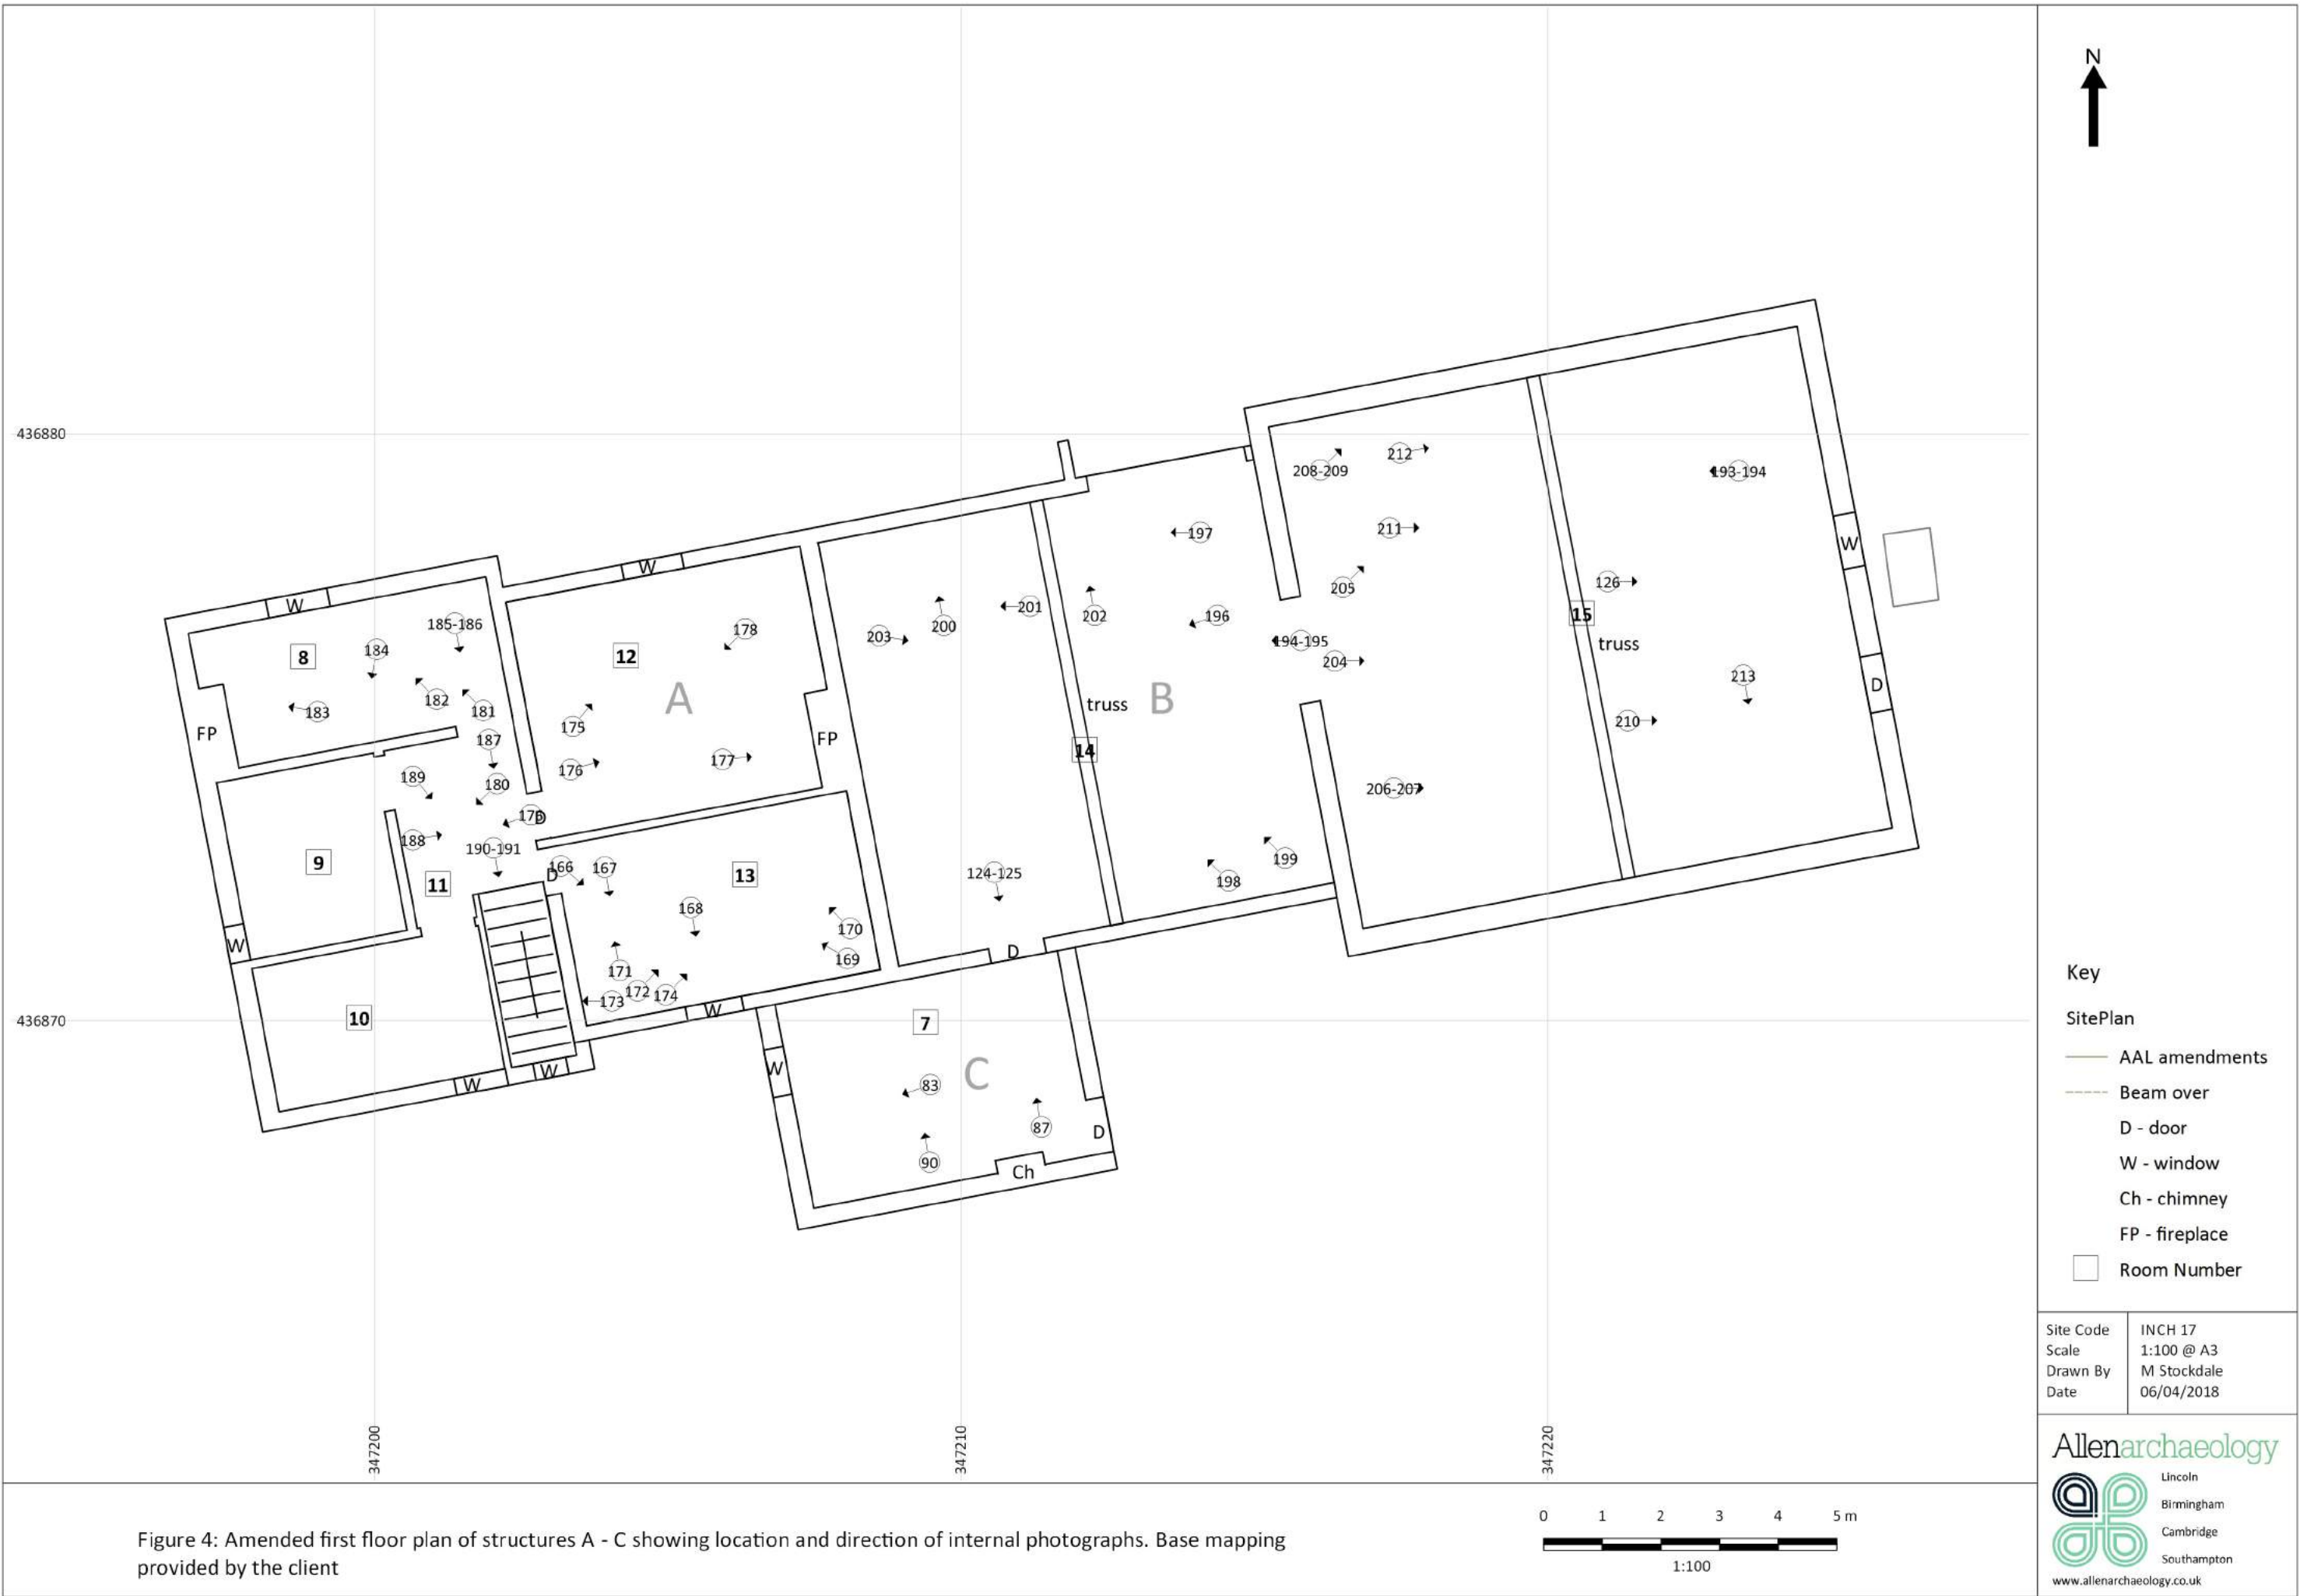 N
436880
208-209
212
193-194
197
211
W
126
205
W
W
201
202
196
15
185-186
178
200
203
194-195
truss
204
8
184
12
213
D
182
A
truss
B
183
181
175
210
FP
187
FP
14
177
176
189
180
206-207
D
188
190-191
199
9
166
167
124-125
198
11
D
13
168
170
W
D
169
171
Key
172
174
173
W
SitePlan
436870
10
7
AAL amendments
W
W
W
83
C
Beam over
87
D
D - door
90
Ch
W - window
Ch - chimney
FP - fireplace
Room Number
Site Code INCH 17
Scale 1:100 @ A3
Drawn By M Stockdale
Date 06/04/2018
347200
347210
347220
Allenarchaeology
Lincoln
Birmingham
Cambridge
Southampton
www.allenarchaeology.co.uk
0 1 2 3 4 5 m
1:100
Figure 4: Amended first floor plan of structures A - C showing location and direction of internal photographs. Base mapping
provided by the client